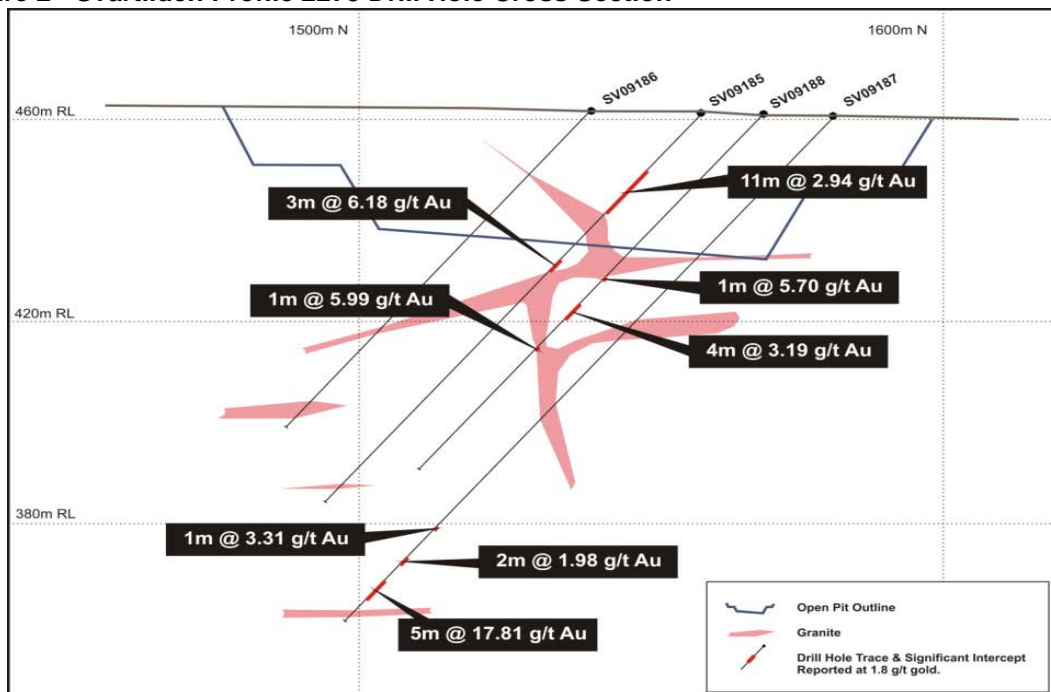 1500m N
1600m N
SV09186
SV09185
SV09188
SV09187
460m RL
11m @ 2.94 g/t Au
3m @ 6.18 g/t Au
1m @ 5.99 g/t Au
1m @ 5.70 g/t Au
420m RL
4m @ 3.19 g/t Au
380m RL
1m @ 3.31 g/t Au
2m @ 1.98 g/t Au
5m @ 17.81 g/t Au
Open Pit Outline
Granite
Drill Hole Trace & Significant Intercept
Reported at 1.8 g/t gold.